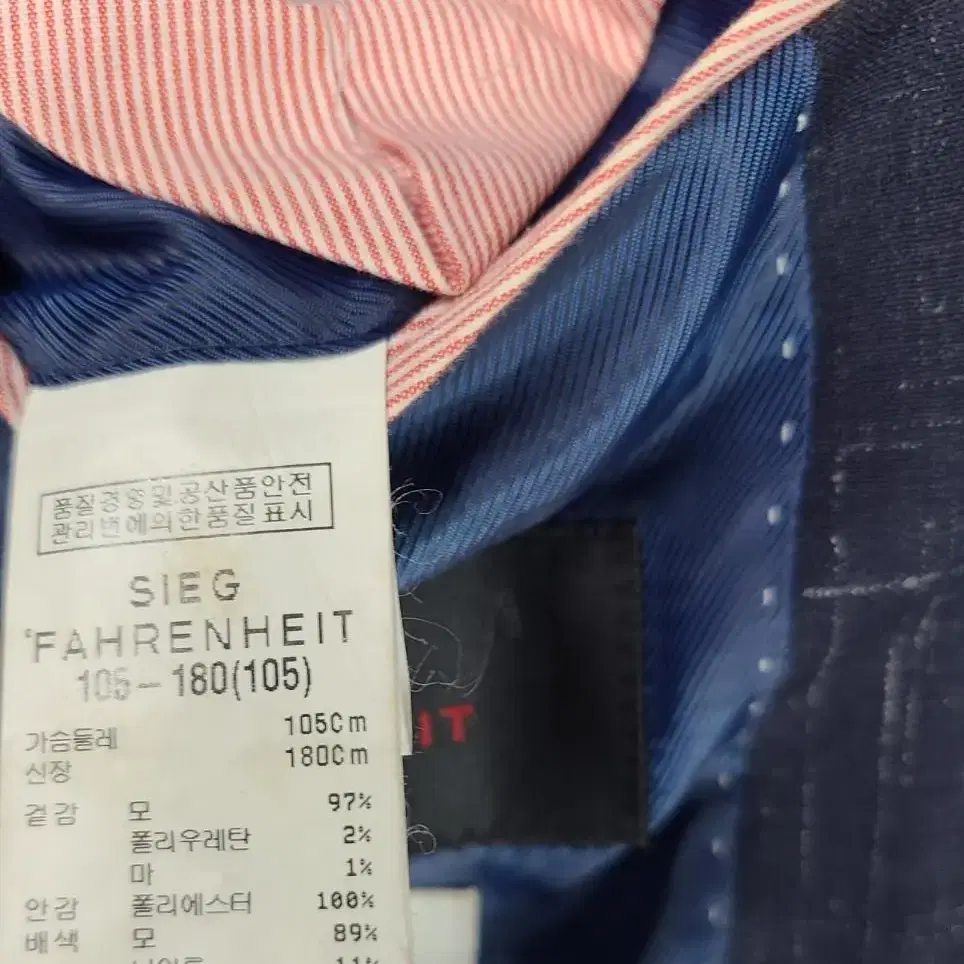 품질경영및공산품안전
관리법에의한품질표시
SIEG
°FAHRENHEIT
105-180(105)
가슴둘레 105Cm
신장 180Cm
겉감 모 97%
폴리우레탄 2%
마 1%
안감 폴리에스터 100%
배색 모 89%
11%
IT